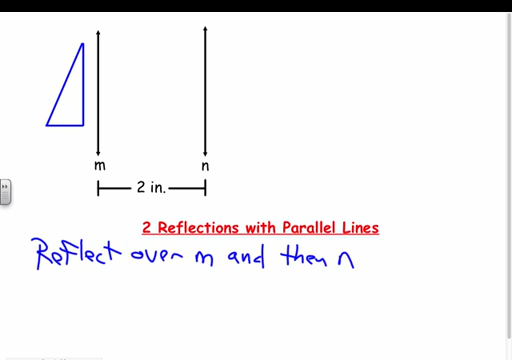 m n
2 in.
2 Reflections with Parallel Lines
Reflect over m and then n